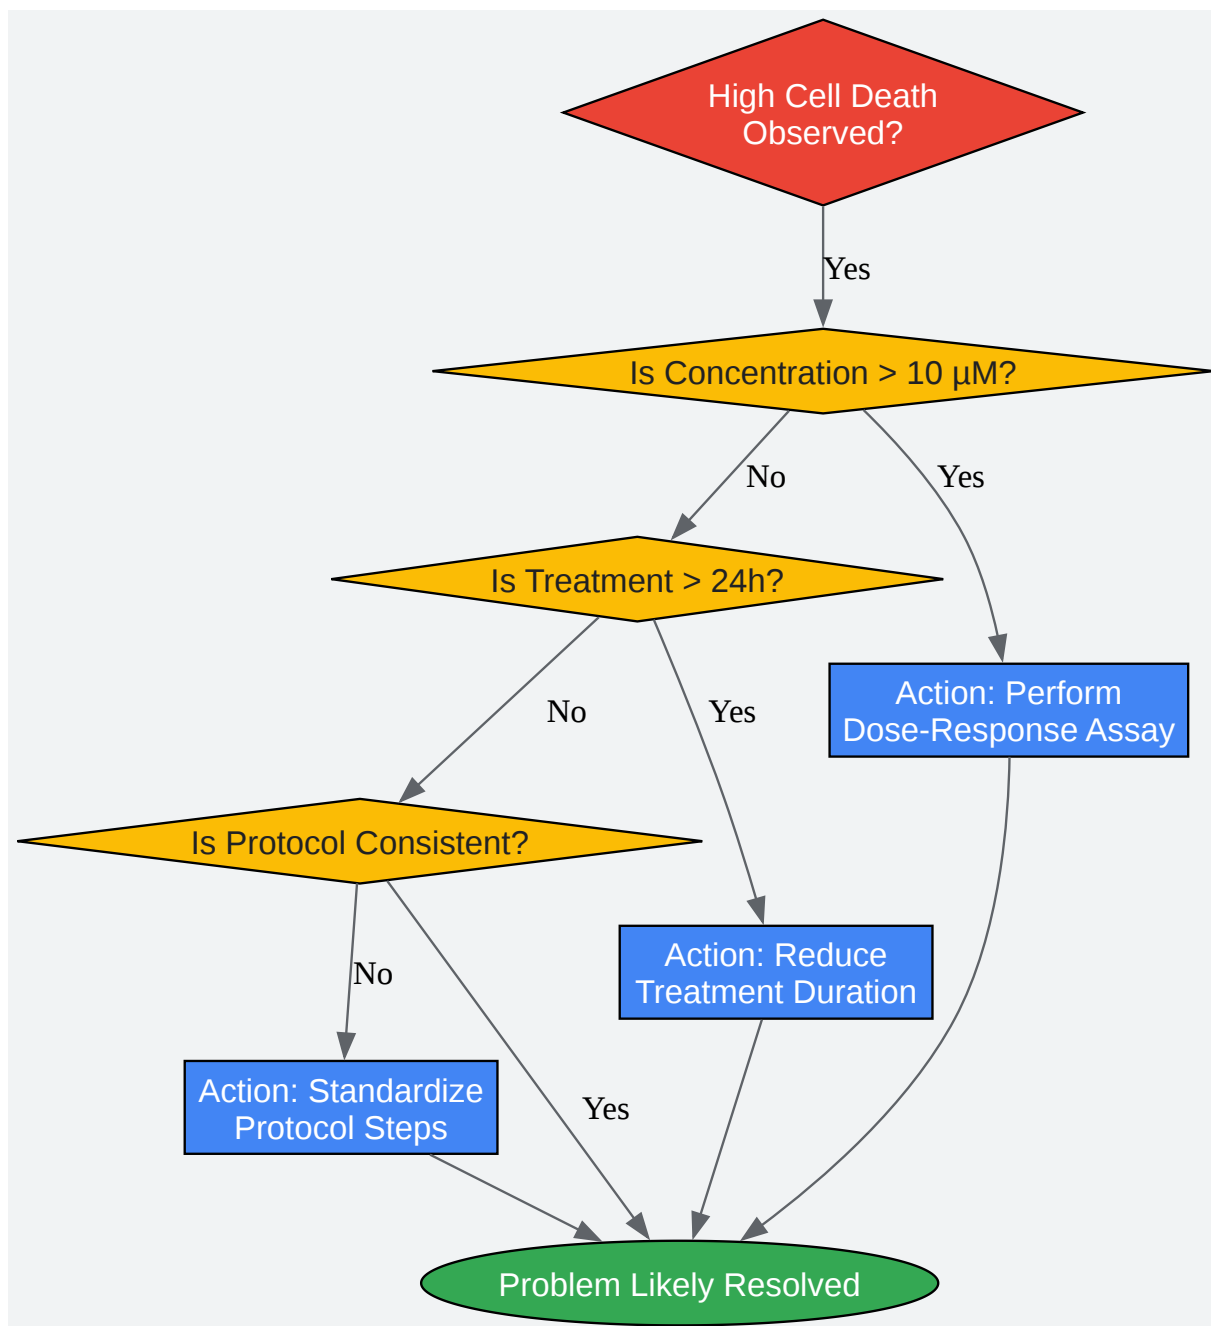 High Cell Death
Observed?
Yes
Is Concentration > 10 µM?
No
Yes
Is Treatment > 24h?
No
Yes
Action: Perform
Dose-Response Assay
Is Protocol Consistent?
No
Yes
Action: Reduce
Treatment Duration
Action: Standardize
Protocol Steps
Problem Likely Resolved